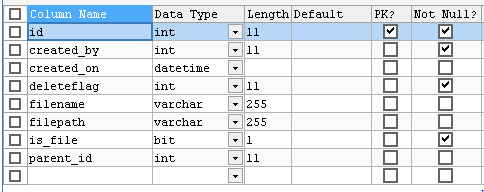 Column Name Data Type Length Default PK? Not Null?
id int 11
created_by int 11
created_on datetime
deleteflag int 11
filename varchar 255
filepath varchar 255
is_file bit 1
parent_id int 11